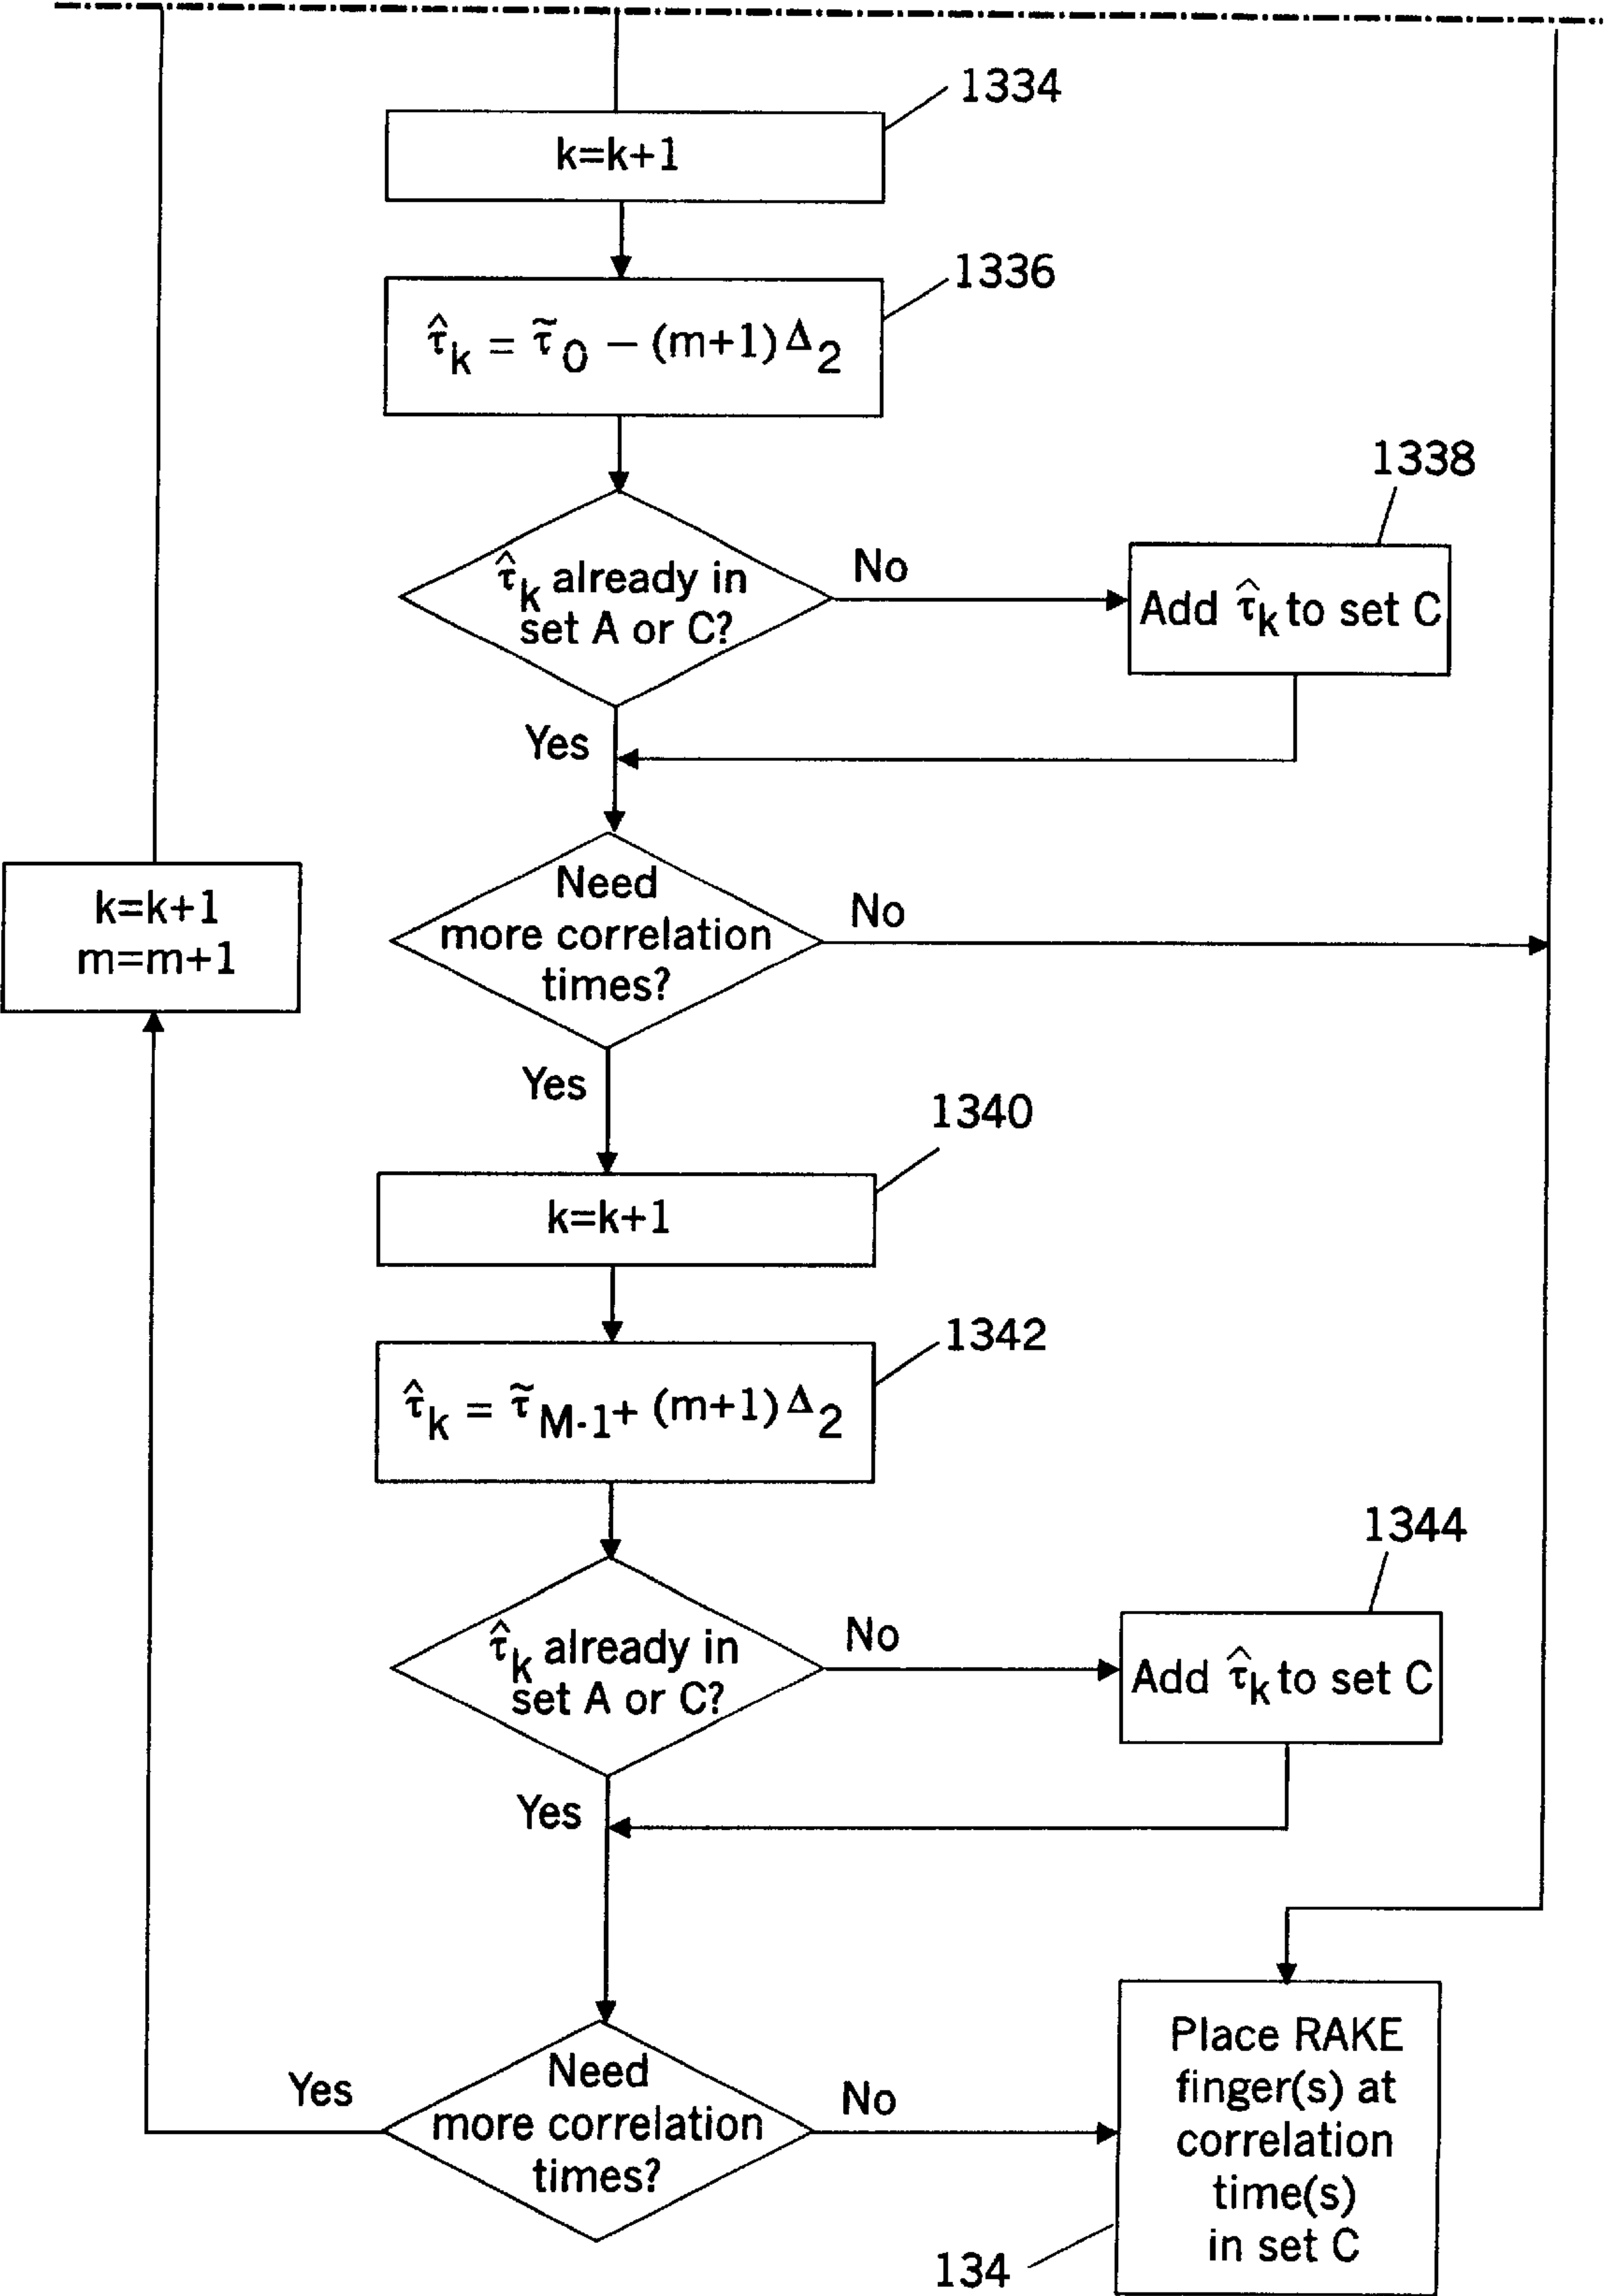 1334
k=k+1
1336
τ̂k = τ̃0 − (m+1)Δ2
1338
τ̂k already in
set A or C?
No
Add τ̂k to set C
Yes
Need
more correlation
times?
No
k=k+1
m=m+1
Yes
1340
k=k+1
1342
τ̂k = τ̃M-1+ (m+1)Δ2
1344
τ̂k already in
set A or C?
No
Add τ̂k to set C
Yes
Need
more correlation
times?
Yes
No
Place RAKE
finger(s) at
correlation
time(s)
in set C
134